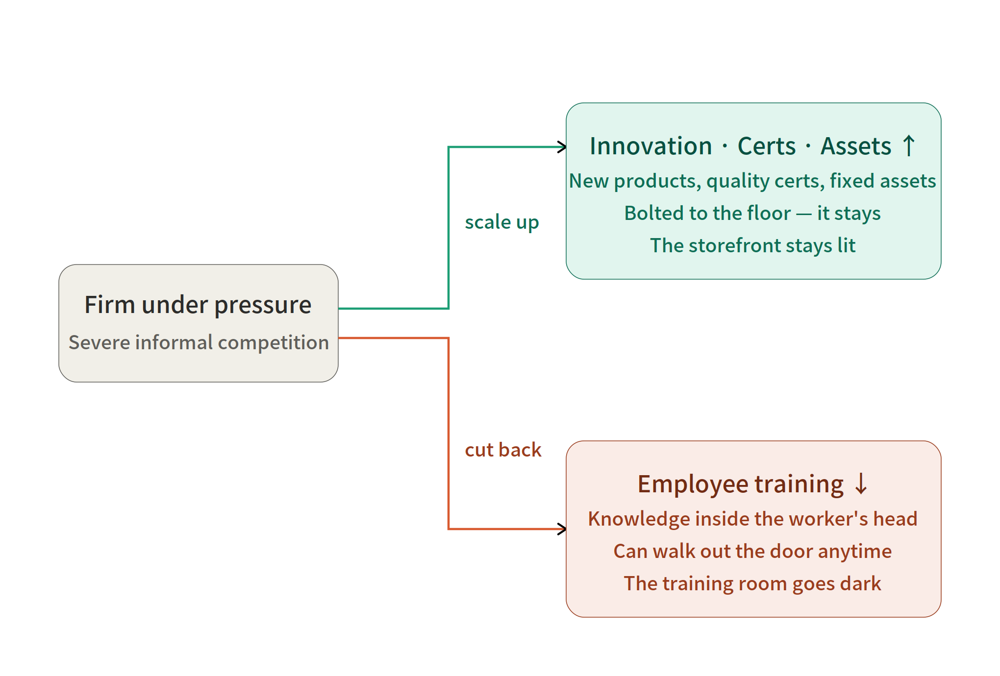 Firm under pressure
Severe informal competition
scale up
Innovation · Certs · Assets ↑
New products, quality certs, fixed assets
Bolted to the floor — it stays
The storefront stays lit
cut back
Employee training ↓
Knowledge inside the worker's head
Can walk out the door anytime
The training room goes dark